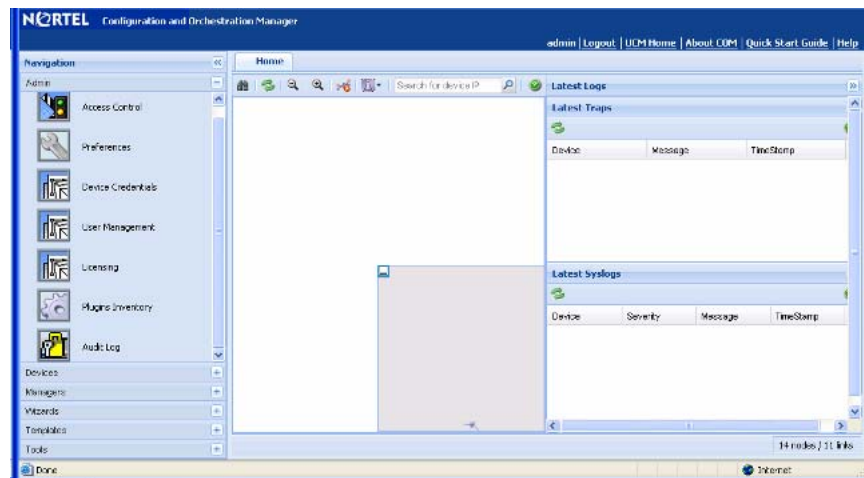 NORTEL Configuration and Orchestration Manager
admin | Logout | UCM Home | About COM | Quick Start Guide | Help
Navigation
Home
Admin
Search for device IP
Latest Logs
Access Control
Latest Traps
Preferences
Device Message TimeStamp
Device Credentials
User Management
Licensing
Latest Syslogs
Plugins Inventory
Device Severity Message TimeStamp
Audit Log
Devices
Managers
Wizards
Templates
Tools
14 nodes / 11 links
Done
Internet